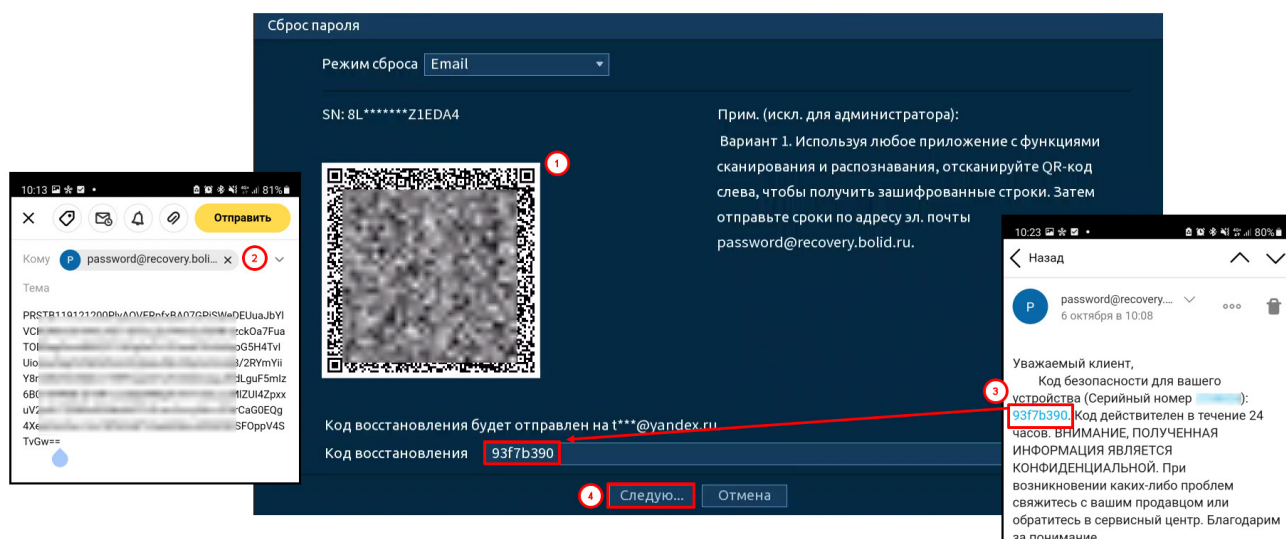 Сброс пароля
Режим сброса Email
SN: 8L*******Z1EDA4
1
Прим. (искл. для администратора):
Вариант 1. Используя любое приложение с функциями
сканирования и распознавания, отсканируйте QR-код
слева, чтобы получить зашифрованные строки. Затем
отправьте сроки по адресу эл. почты
password@recovery.bolid.ru.
Код восстановления будет отправлен на t***@yandex.ru
Код восстановления 93f7b390
4 Следую... Отмена
10:13 81%
Отправить
Кому P password@recovery.boli... x 2
Тема
DEUuaJbYl
VCI zckOa7Fua
TOI oG5H4TvI
Uio 3/2RYmYii
Y8r dLguF5mIz
6B0 MIZUI4Zpxx
uV2 rCaG0EQg
4Xe SFOppV4S
TvGw==
10:23 80%
Назад
P password@recovery....
6 октября в 10:08
Уважаемый клиент,
Код безопасности для вашего
3
устройства (Серийный номер ):
93f7b390. Код действителен в течение 24
часов. ВНИМАНИЕ, ПОЛУЧЕННАЯ
ИНФОРМАЦИЯ ЯВЛЯЕТСЯ
КОНФИДЕНЦИАЛЬНОЙ. При
возникновении каких-либо проблем
свяжитесь с вашим продавцом или
обратитесь в сервисный центр. Благодарим
за понимание